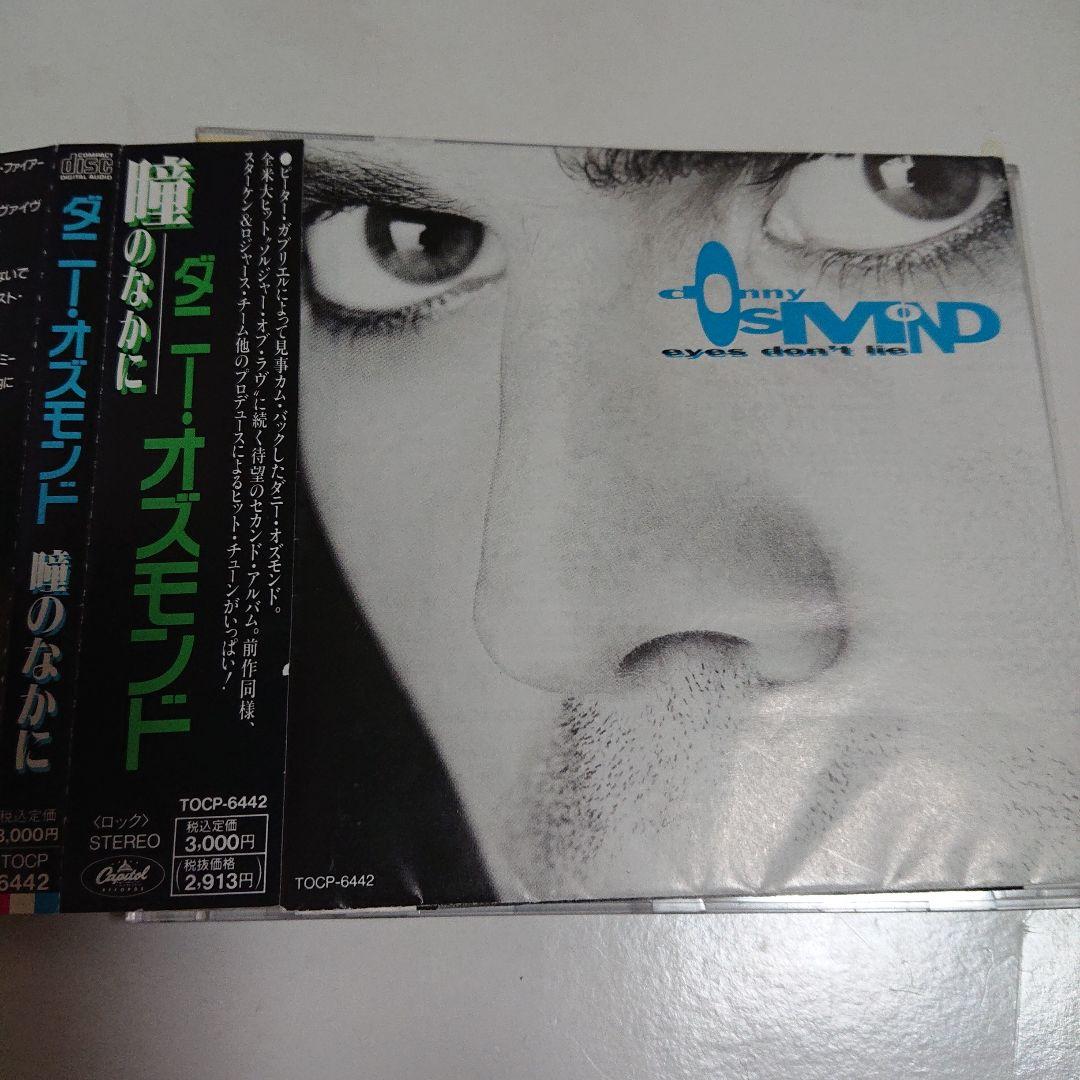 ・ファイアー
ヴァイヴ
ないで
スト・
ミー
に
COMPACT
disc
DIGITAL AUDIO
ダニー・オズモンド 瞳のなかに
税込定価
3,000円
TOCP
6442
瞳のなかに
ダニー・オズモンド
●ピーター・ガブリエルによって見事カム・バックしたダニー・オズモンド。
全米大ヒット“ソルジャー・オブ・ラヴ”に続く待望のセカンド・アルバム。前作同様、
スターケン&ロジャース・チーム他のプロデュースによるヒット・チューンがいっぱい！
TOCP-6442
〈ロック〉
STEREO
税込定価
3,000円
(税抜価格
2,913円)
Capitol
RECORDS
donny
OSMOND
eyes don't lie
TOCP-6442